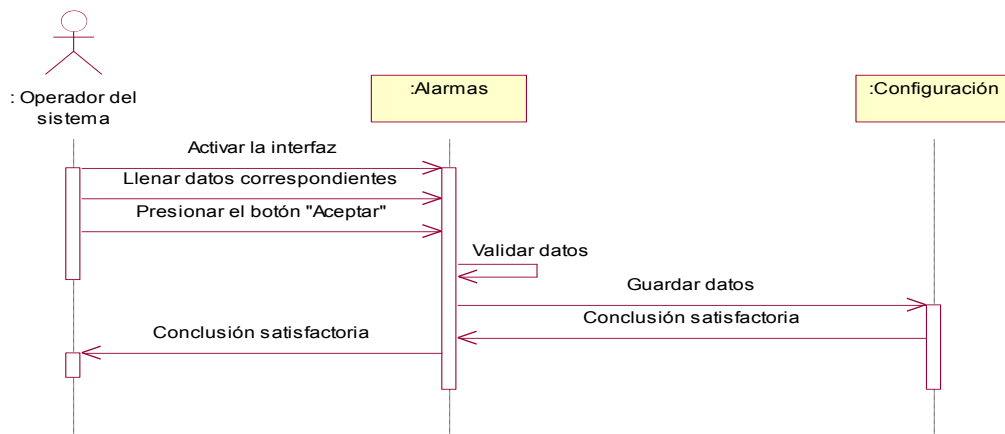 : Operador del
sistema
:Alarmas
:Configuración
Activar la interfaz
Llenar datos correspondientes
Presionar el botón "Aceptar"
Validar datos
Guardar datos
Conclusión satisfactoria
Conclusión satisfactoria